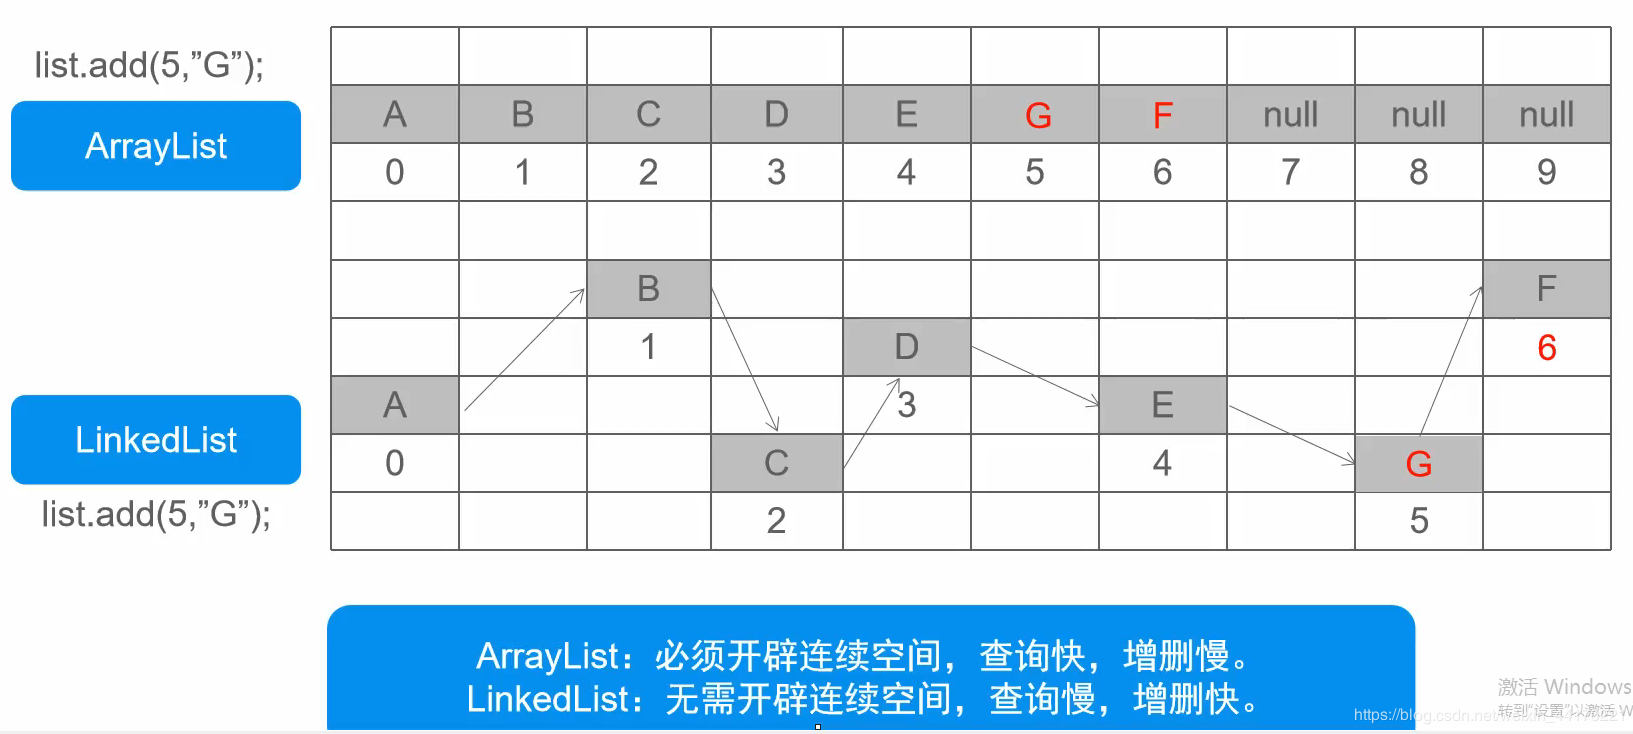 list.add(5,”G”);
ArrayList
A B C D E G F null null null
0 1 2 3 4 5 6 7 8 9
B F
1 D 6
A 3 E
LinkedList
0 C 4 G
list.add(5,”G”);
2 5
ArrayList：必须开辟连续空间，查询快，增删慢。
LinkedList：无需开辟连续空间，查询慢，增删快。
激活 Windows
转到“设置”以激活 W
https://blog.csdn.net/